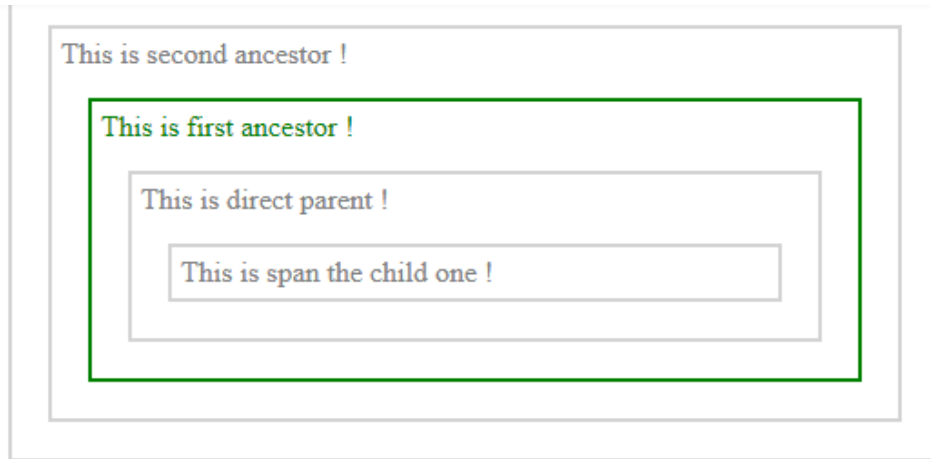 This is second ancestor !
This is first ancestor !
This is direct parent !
This is span the child one !